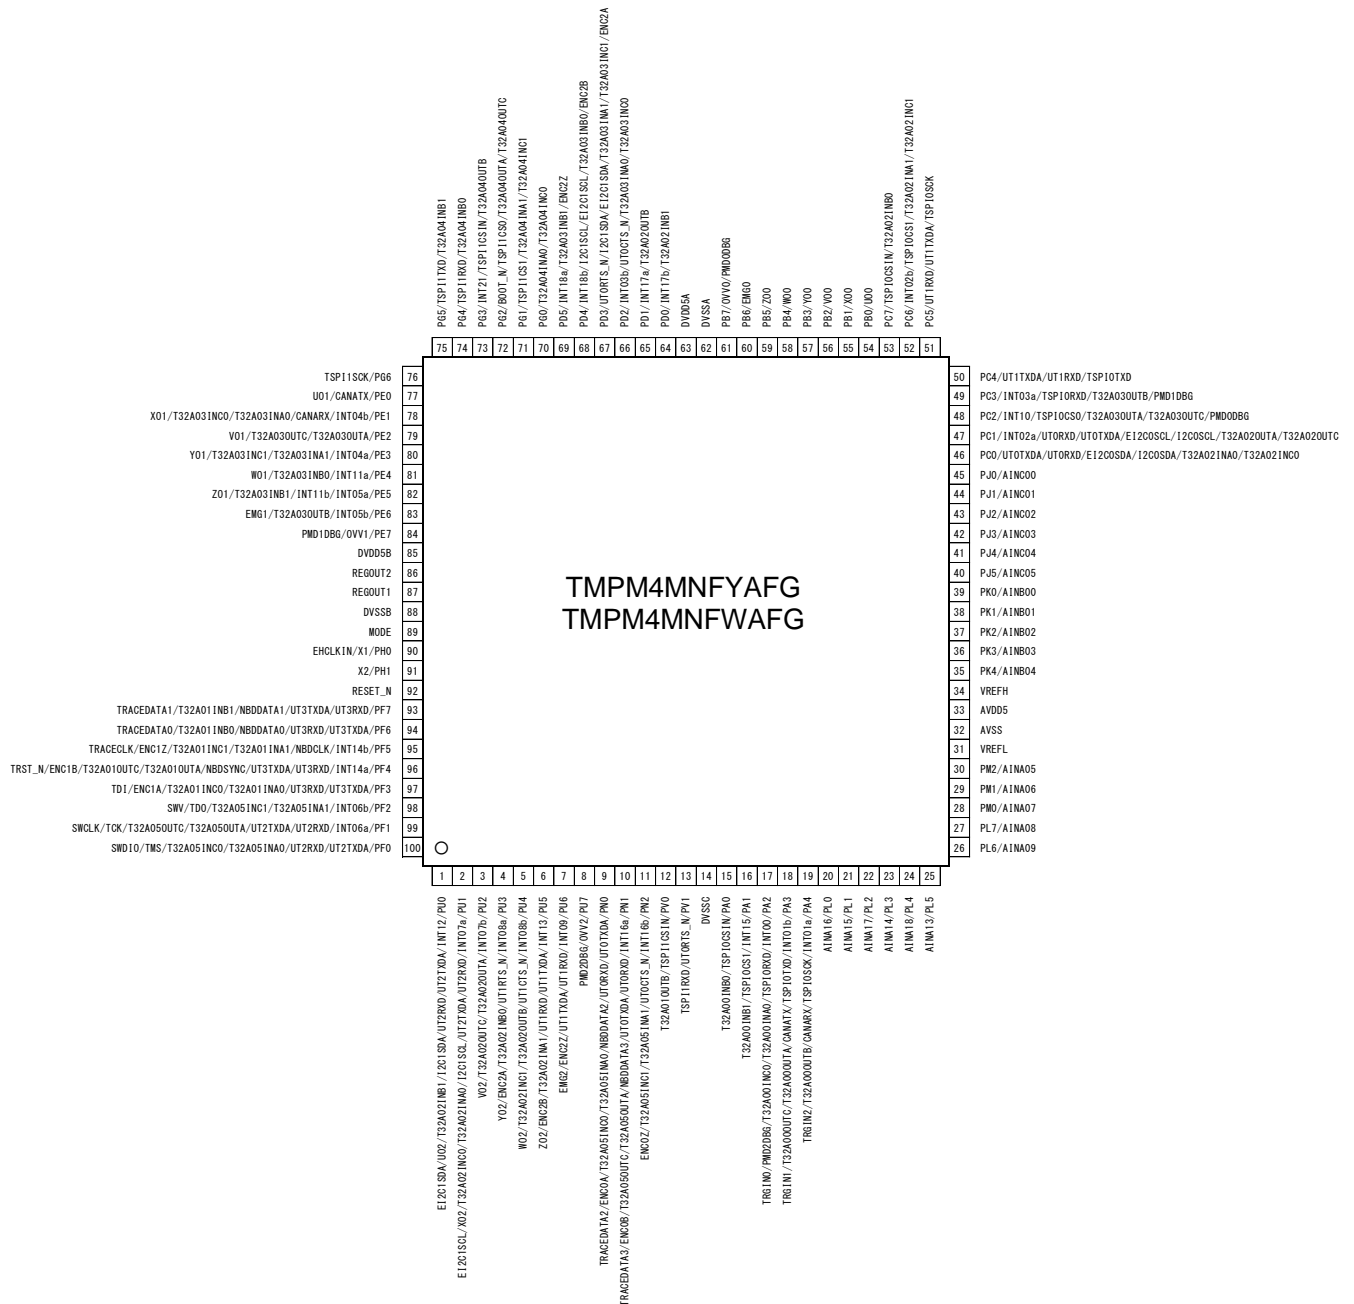 PG5/TSPI1TXD/T32A04INB1
PG4/TSPI1RXD/T32A04INB0
PG3/INT21/TSPI1CSIN/T32A04OUTB
PG2/BOOT_N/TSPI1CS0/T32A04OUTA/T32A04OUTC
PG1/TSPI1CS1/T32A04INA1/T32A04INC1
PG0/T32A04INA0/T32A04INC0
PD5/INT18a/T32A03INB1/ENC2Z
PD4/INT18b/I2C1SCL/EI2C1SCL/T32A03INB0/ENC2B
PD3/UT0RTS_N/I2C1SDA/EI2C1SDA/T32A03INA1/T32A03INC1/ENC2A
PD2/INT03b/UT0CTS_N/T32A03INA0/T32A03INC0
PD1/INT17a/T32A02OUTB
PD0/INT17b/T32A02INB1
DVDD5A
DVSSA
PB7/OVV0/PMD0DBG
PB6/EMG0
PB5/ZO0
PB4/WO0
PB3/YO0
PB2/VO0
PB1/XO0
PB0/UO0
PC7/TSPI0CSIN/T32A02INB0
PC6/INT02b/TSPI0CS1/T32A02INA1/T32A02INC1
PC5/UT1RXD/UT1TXDA/TSPI0SCK
75 74 73 72 71 70 69 68 67 66 65 64 63 62 61 60 59 58 57 56 55 54 53 52 51
TSPI1SCK/PG6 76
UO1/CANATX/PE0 77
XO1/T32A03INC0/T32A03INA0/CANARX/INT04b/PE1 78
VO1/T32A03OUTC/T32A03OUTA/PE2 79
YO1/T32A03INC1/T32A03INA1/INT04a/PE3 80
WO1/T32A03INB0/INT11a/PE4 81
ZO1/T32A03INB1/INT11b/INT05a/PE5 82
EMG1/T32A03OUTB/INT05b/PE6 83
PMD1DBG/OVV1/PE7 84
DVDD5B 85
REGOUT2 86
REGOUT1 87
DVSSB 88
MODE 89
EHCLKIN/X1/PH0 90
X2/PH1 91
RESET_N 92
TRACEDATA1/T32A01INB1/NBDDATA1/UT3TXDA/UT3RXD/PF7 93
TRACEDATA0/T32A01INB0/NBDDATA0/UT3RXD/UT3TXDA/PF6 94
TRACECLK/ENC1Z/T32A01INC1/T32A01INA1/NBDCLK/INT14b/PF5 95
TRST_N/ENC1B/T32A01OUTC/T32A01OUTA/NBDSYNC/UT3TXDA/UT3RXD/INT14a/PF4 96
TDI/ENC1A/T32A01INC0/T32A01INA0/UT3RXD/UT3TXDA/PF3 97
SWV/TDO/T32A05INC1/T32A05INA1/INT06b/PF2 98
SWCLK/TCK/T32A05OUTC/T32A05OUTA/UT2TXDA/UT2RXD/INT06a/PF1 99
SWDIO/TMS/T32A05INC0/T32A05INA0/UT2RXD/UT2TXDA/PF0 100
TMPM4MNFYAFG
TMPM4MNFWAFG
50 PC4/UT1TXDA/UT1RXD/TSPI0TXD
49 PC3/INT03a/TSPI0RXD/T32A03OUTB/PMD1DBG
48 PC2/INT10/TSPI0CS0/T32A03OUTA/T32A03OUTC/PMD0DBG
47 PC1/INT02a/UT0RXD/UT0TXDA/EI2C0SCL/I2C0SCL/T32A02OUTA/T32A02OUTC
46 PC0/UT0TXDA/UT0RXD/EI2C0SDA/I2C0SDA/T32A02INA0/T32A02INC0
45 PJ0/AINC00
44 PJ1/AINC01
43 PJ2/AINC02
42 PJ3/AINC03
41 PJ4/AINC04
40 PJ5/AINC05
39 PK0/AINB00
38 PK1/AINB01
37 PK2/AINB02
36 PK3/AINB03
35 PK4/AINB04
34 VREFH
33 AVDD5
32 AVSS
31 VREFL
30 PM2/AINA05
29 PM1/AINA06
28 PM0/AINA07
27 PL7/AINA08
26 PL6/AINA09
1 2 3 4 5 6 7 8 9 10 11 12 13 14 15 16 17 18 19 20 21 22 23 24 25
EI2C1SDA/UO2/T32A02INB1/I2C1SDA/UT2RXD/UT2TXDA/INT12/PU0
EI2C1SCL/XO2/T32A02INC0/T32A02INA0/I2C1SCL/UT2TXDA/UT2RXD/INT07a/PU1
VO2/T32A02OUTC/T32A02OUTA/INT07b/PU2
YO2/ENC2A/T32A02INB0/UT1RTS_N/INT08a/PU3
WO2/T32A02INC1/T32A02OUTB/UT1CTS_N/INT08b/PU4
ZO2/ENC2B/T32A02INA1/UT1RXD/UT1TXDA/INT13/PU5
EMG2/ENC2Z/UT1TXDA/UT1RXD/INT09/PU6
PMD2DBG/OVV2/PU7
TRACEDATA2/ENC0A/T32A05INC0/T32A05INA0/NBDDATA2/UT0RXD/UT0TXDA/PN0
TRACEDATA3/ENC0B/T32A05OUTC/T32A05OUTA/NBDDATA3/UT0TXDA/UT0RXD/INT16a/PN1
ENC0Z/T32A05INC1/T32A05INA1/UT0CTS_N/INT16b/PN2
T32A01OUTB/TSPI1CSIN/PV0
TSPI1RXD/UT0RTS_N/PV1
DVSSC
T32A00INB0/TSPI0CSIN/PA0
T32A00INB1/TSPI0CS1/INT15/PA1
TRGIN0/PMD2DBG/T32A00INC0/T32A00INA0/TSPI0RXD/INT00/PA2
TRGIN1/T32A00OUTC/T32A00OUTA/CANATX/TSPI0TXD/INT01b/PA3
TRGIN2/T32A00OUTB/CANARX/TSPI0SCK/INT01a/PA4
AINA16/PL0
AINA15/PL1
AINA17/PL2
AINA14/PL3
AINA18/PL4
AINA13/PL5